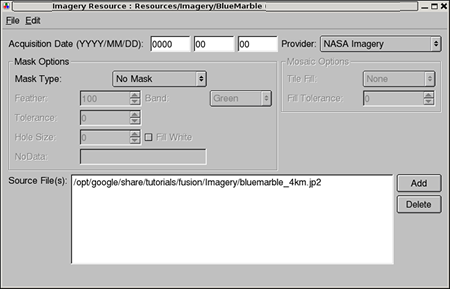 Imagery Resource : Resources/Imagery/BlueMarble
File Edit
Acquisition Date (YYYY/MM/DD): 0000 00 00 Provider: NASA Imagery
Mask Options Mosaic Options
Mask Type: No Mask Tile Fill: None
Feather: 100 Band: Green Fill Tolerance: 0
Tolerance: 0
Hole Size: 0 Fill White
NoData:
Source File(s): /opt/google/share/tutorials/fusion/Imagery/bluemarble_4km.jp2 Add
Delete